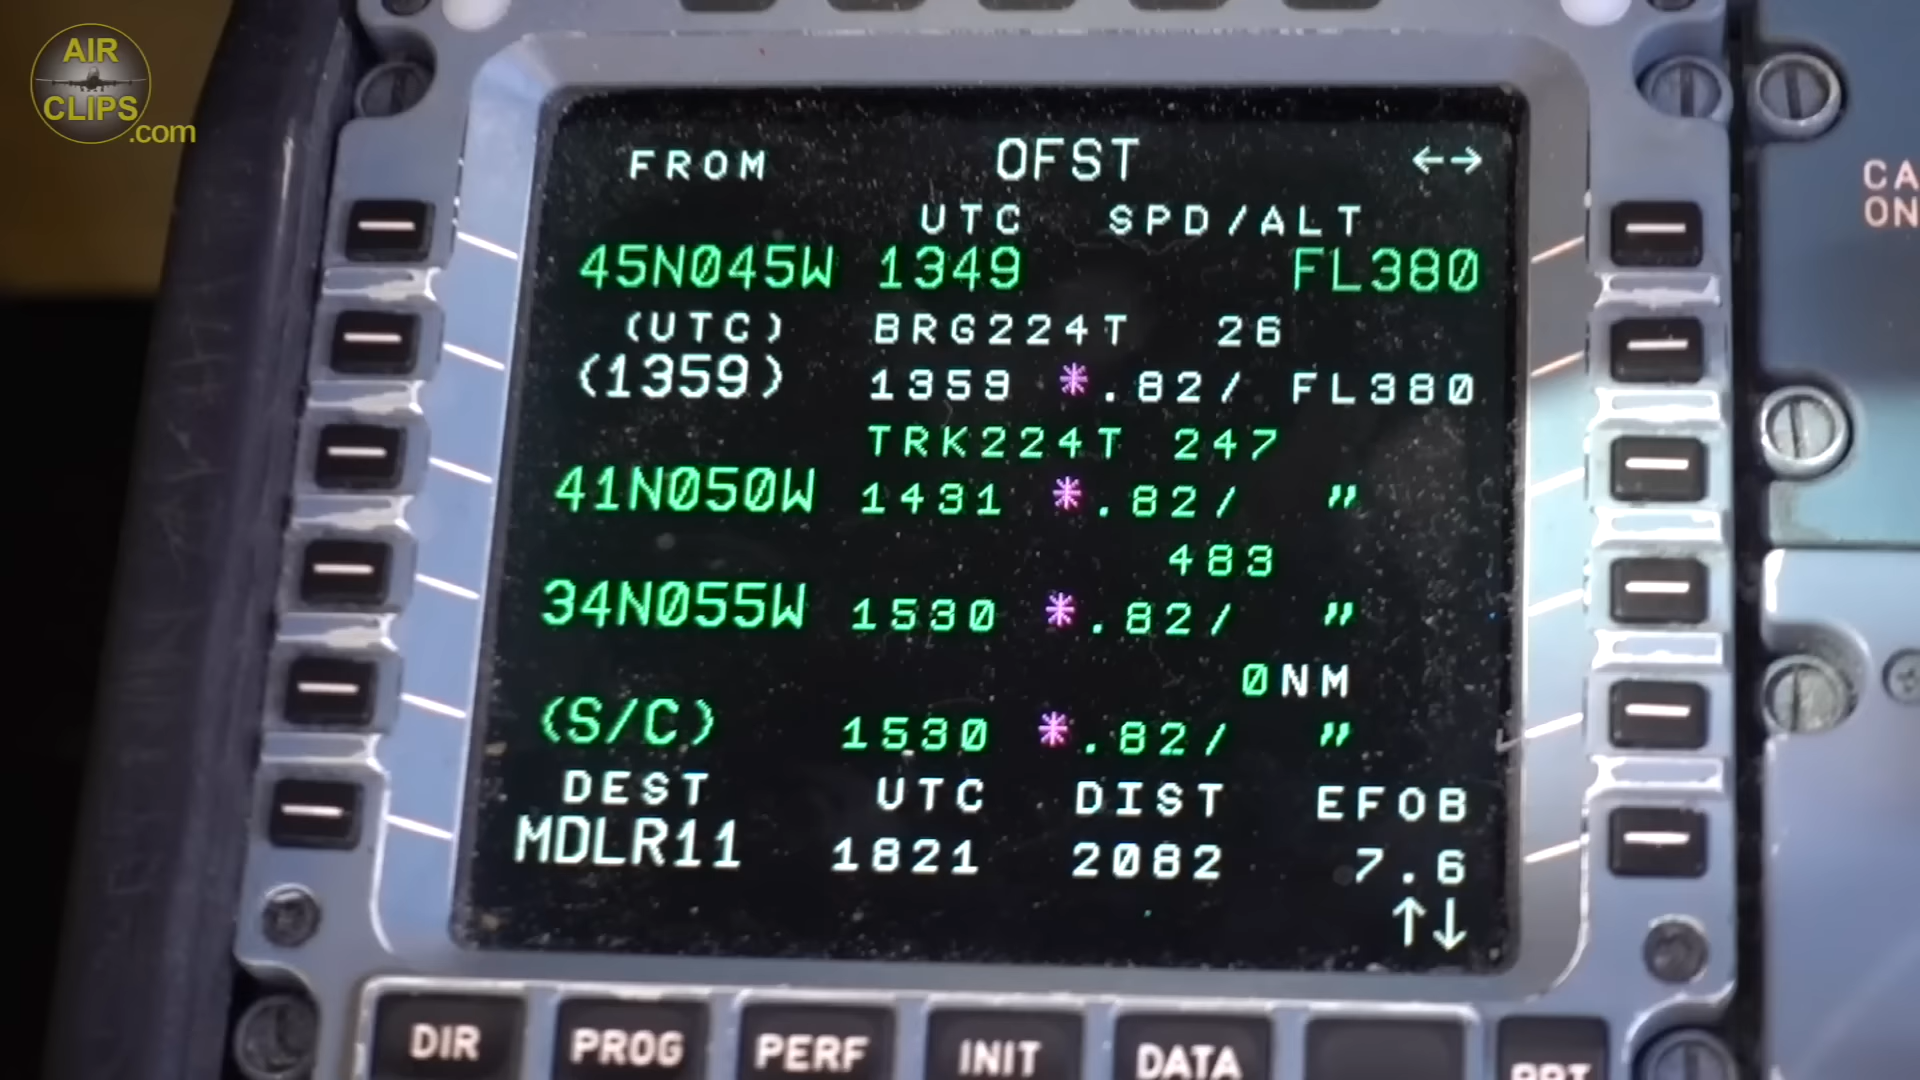 AIR
CLIPS
.com
FROM OFST ←→
UTC SPD/ALT
45N045W 1349 FL380
(UTC) BRG224T 26
(1359) 1359 *.82/ FL380
TRK224T 247
41N050W 1431 *.82/ "
483
34N055W 1530 *.82/ "
0NM
(S/C) 1530 *.82/ "
DEST UTC DIST EFOB
MDLR11 1821 2082 7.6
↑↓
DIR PROG PERF INIT DATA
CA
ON